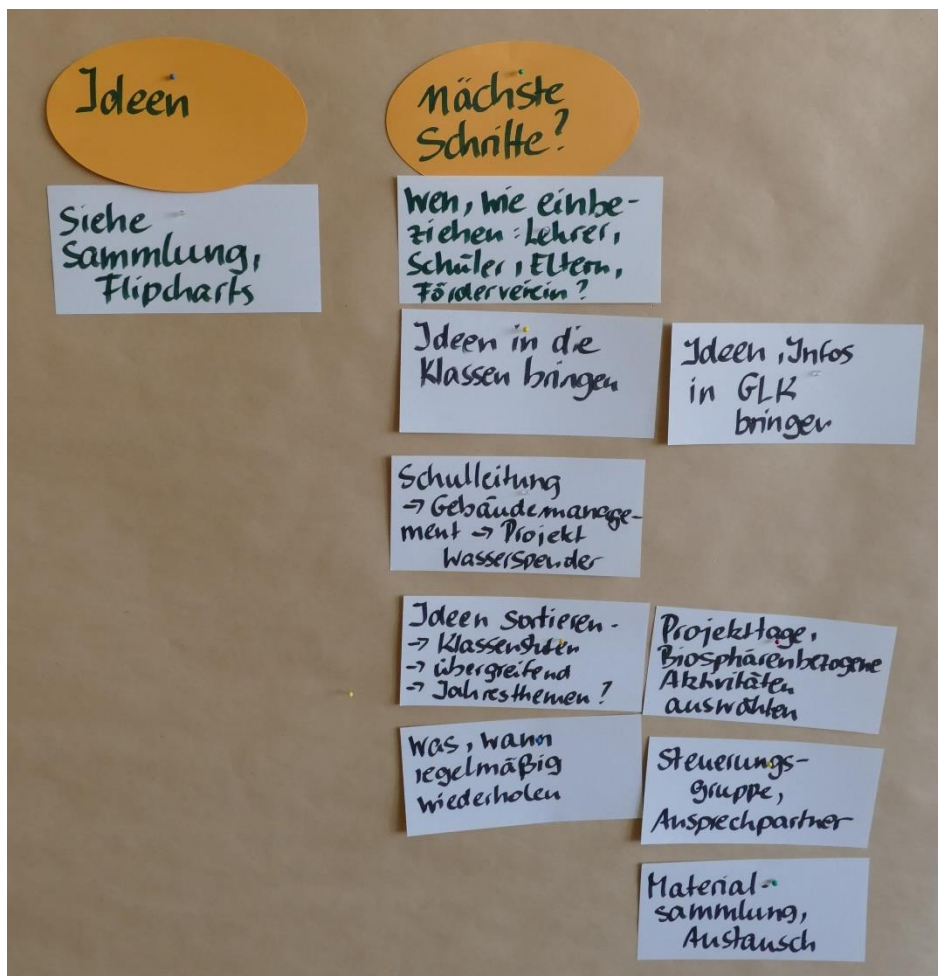 Ideen
Siehe
Sammlung,
Flipcharts
nächste
Schritte?
Wen, wie einbe-
ziehen: Lehrer,
Schüler, Eltern,
Förderverein?
Ideen in die
Klassen bringen
Ideen, Infos
in GLK
bringen
Schulleitung
→ Gebäudemanage-
ment → Projekt
Wasserspender
Ideen sortieren -
→ Klassenstufen
→ übergreifend
→ Jahresthemen?
Projekttage,
Biosphärenbezogene
Aktivitäten
auswählen
Was, wann
regelmäßig
wiederholen
Steuerungs-
gruppe,
Ansprechpartner
Material-
sammlung,
Austausch